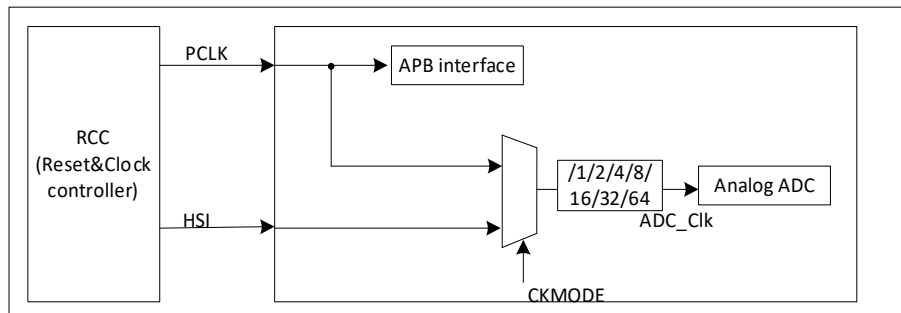 PCLK
APB interface
RCC
(Reset&Clock
controller)
/1/2/4/8/
16/32/64
Analog ADC
HSI
ADC_Clk
CKMODE